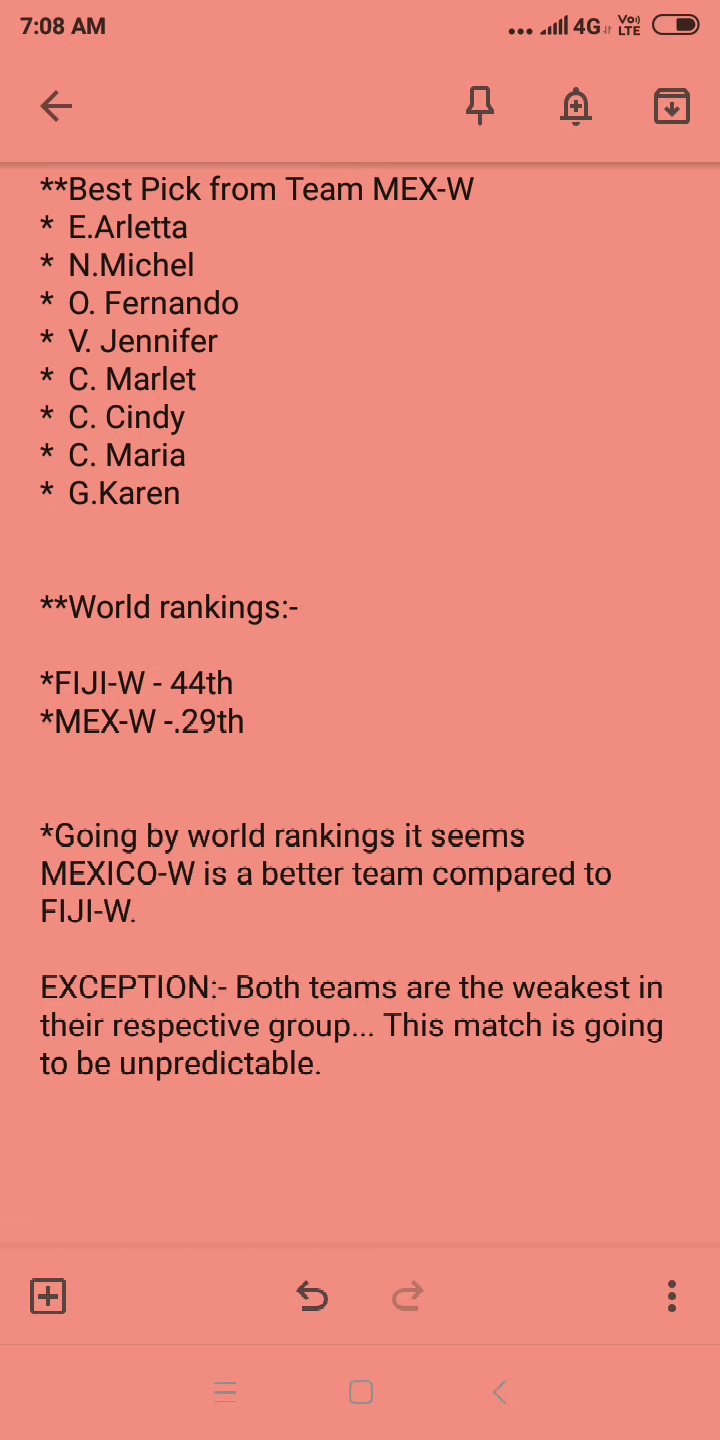 7:08 AM
... 4G Vo)) LTE
**Best Pick from Team MEX-W
* E.Arletta
* N.Michel
* O. Fernando
* V. Jennifer
* C. Marlet
* C. Cindy
* C. Maria
* G.Karen
**World rankings:-
*FIJI-W - 44th
*MEX-W -.29th
*Going by world rankings it seems
MEXICO-W is a better team compared to
FIJI-W.
EXCEPTION:- Both teams are the weakest in
their respective group... This match is going
to be unpredictable.